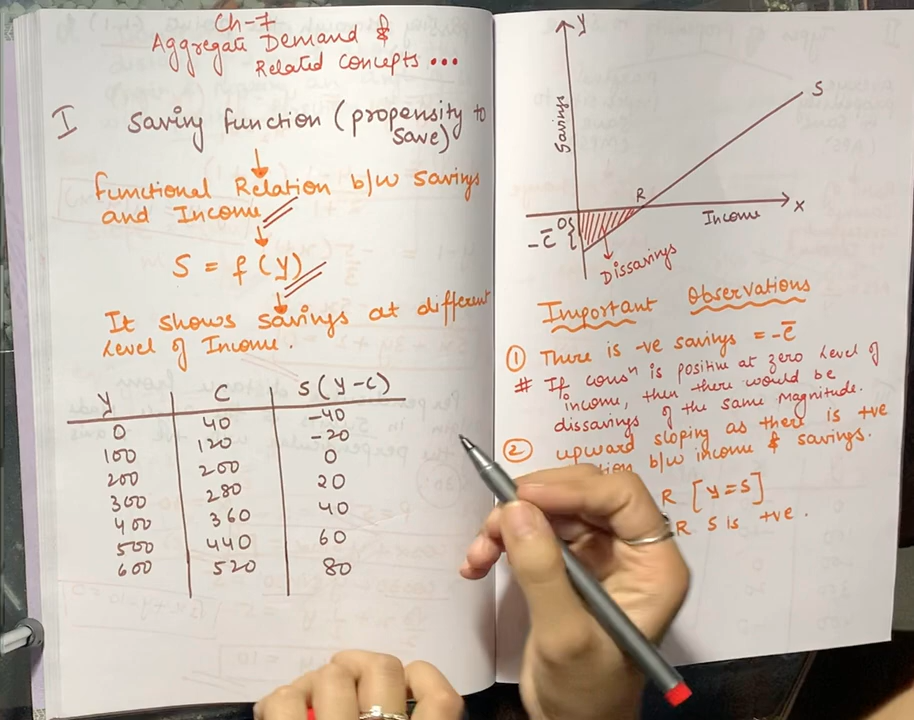 Ch-7
Aggregate Demand &
Related Concepts ...
I Saving function (propensity to
Save)
functional Relation b/w savings
and Income
S = f (y)
It shows savings at different
level of Income.
y C S (y-c)
0 40 -40
100 120 -20
200 200 0
300 280 20
400 360 40
500 440 60
600 520 80
y
Savings
S
R
O
Income x
-c̄
Dissavings
Important Observations
① There is -ve savings = -c̄
# If consⁿ is positive at zero level of
income, then there would be
dissavings of the same magnitude.
② upward sloping as there is +ve
b/w income & savings.
R [y=s]
R S is +ve.